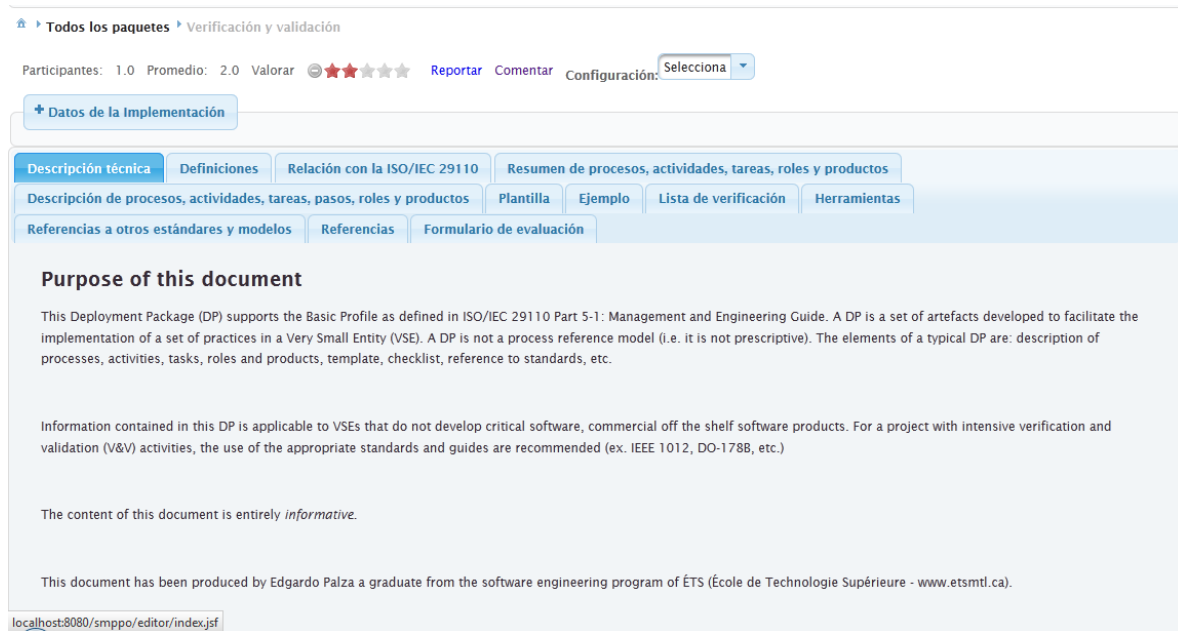 Todos los paquetes Verificación y validación
Participantes: 1.0 Promedio: 2.0 Valorar Reportar Comentar Configuración: Selecciona
+ Datos de la Implementación
Descripción técnica Definiciones Relación con la ISO/IEC 29110 Resumen de procesos, actividades, tareas, roles y productos
Descripción de procesos, actividades, tareas, pasos, roles y productos Plantilla Ejemplo Lista de verificación Herramientas
Referencias a otros estándares y modelos Referencias Formulario de evaluación
Purpose of this document
This Deployment Package (DP) supports the Basic Profile as defined in ISO/IEC 29110 Part 5-1: Management and Engineering Guide. A DP is a set of artefacts developed to facilitate the
implementation of a set of practices in a Very Small Entity (VSE). A DP is not a process reference model (i.e. it is not prescriptive). The elements of a typical DP are: description of
processes, activities, tasks, roles and products, template, checklist, reference to standards, etc.
Information contained in this DP is applicable to VSEs that do not develop critical software, commercial off the shelf software products. For a project with intensive verification and
validation (V&V) activities, the use of the appropriate standards and guides are recommended (ex. IEEE 1012, DO-178B, etc.)
The content of this document is entirely informative.
This document has been produced by Edgardo Palza a graduate from the software engineering program of ÉTS (École de Technologie Supérieure - www.etsmtl.ca).
localhost:8080/smppo/editor/index.jsf